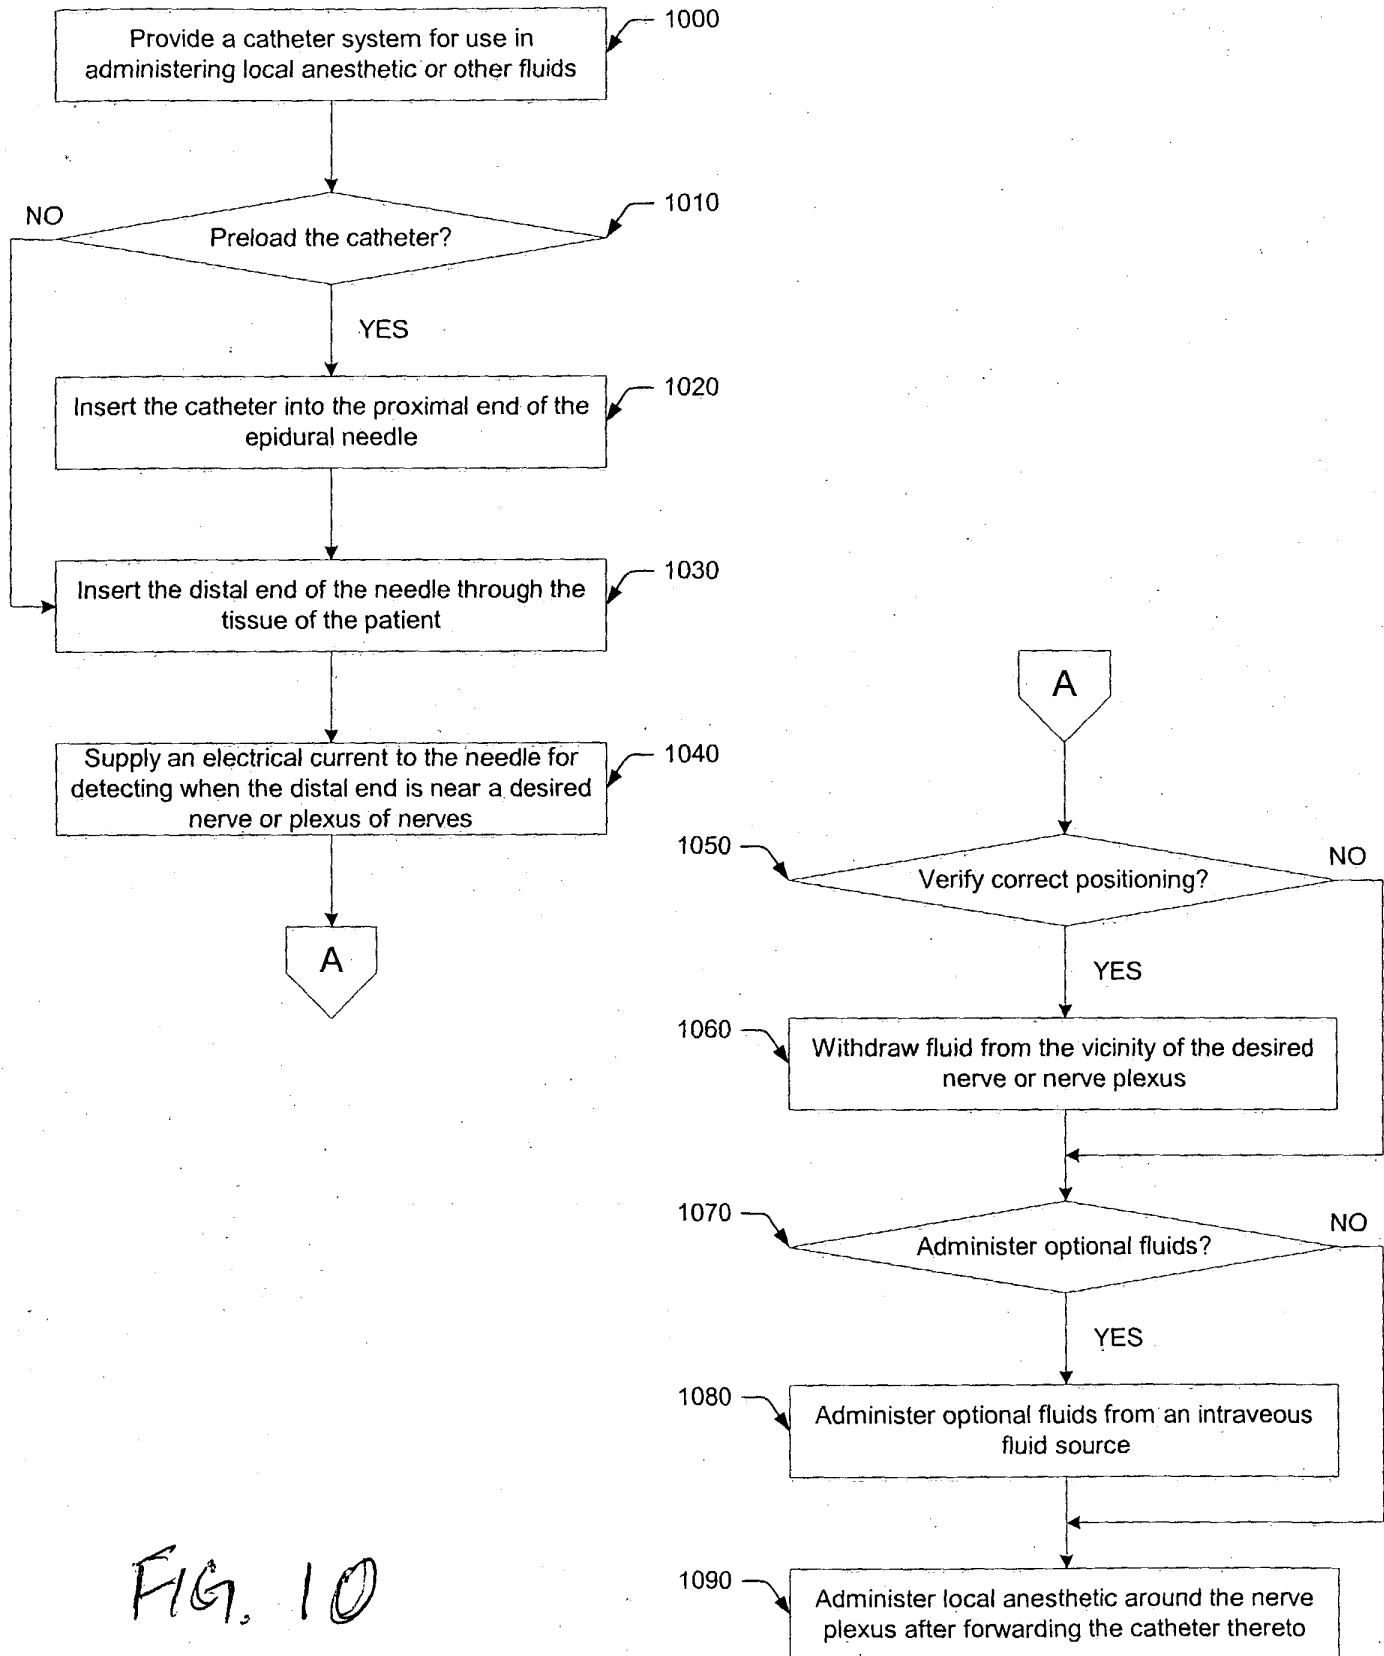 Provide a catheter system for use in
administering local anesthetic or other fluids
1000
Preload the catheter?
1010
NO
YES
Insert the catheter into the proximal end of the
epidural needle
1020
Insert the distal end of the needle through the
tissue of the patient
1030
Supply an electrical current to the needle for
detecting when the distal end is near a desired
nerve or plexus of nerves
1040
A
A
1050
Verify correct positioning?
NO
YES
1060
Withdraw fluid from the vicinity of the desired
nerve or nerve plexus
1070
Administer optional fluids?
NO
YES
1080
Administer optional fluids from an intraveous
fluid source
1090
Administer local anesthetic around the nerve
plexus after forwarding the catheter thereto
FIG. 10